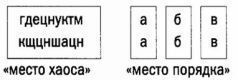 гдецнуктм а б в
кщцншацн а б в
«место хаоса» «место порядка»